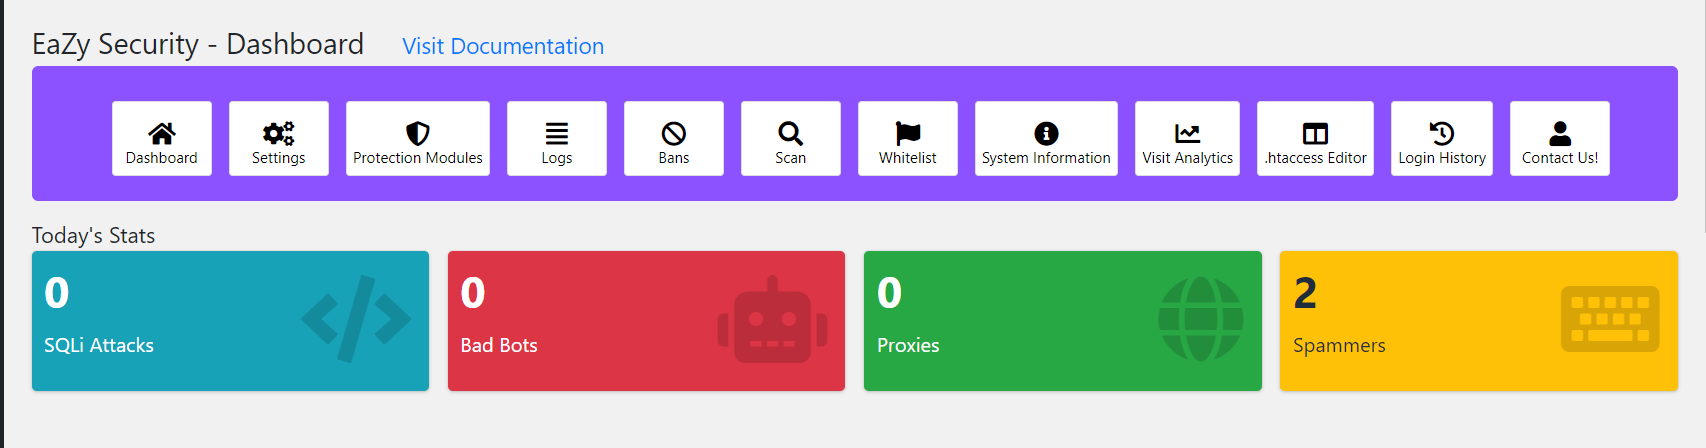 EaZy Security - Dashboard Visit Documentation
Dashboard Settings Protection Modules Logs Bans Scan Whitelist System Information Visit Analytics .htaccess Editor Login History Contact Us!
Today's Stats
0 0 0 2
SQLi Attacks Bad Bots Proxies Spammers